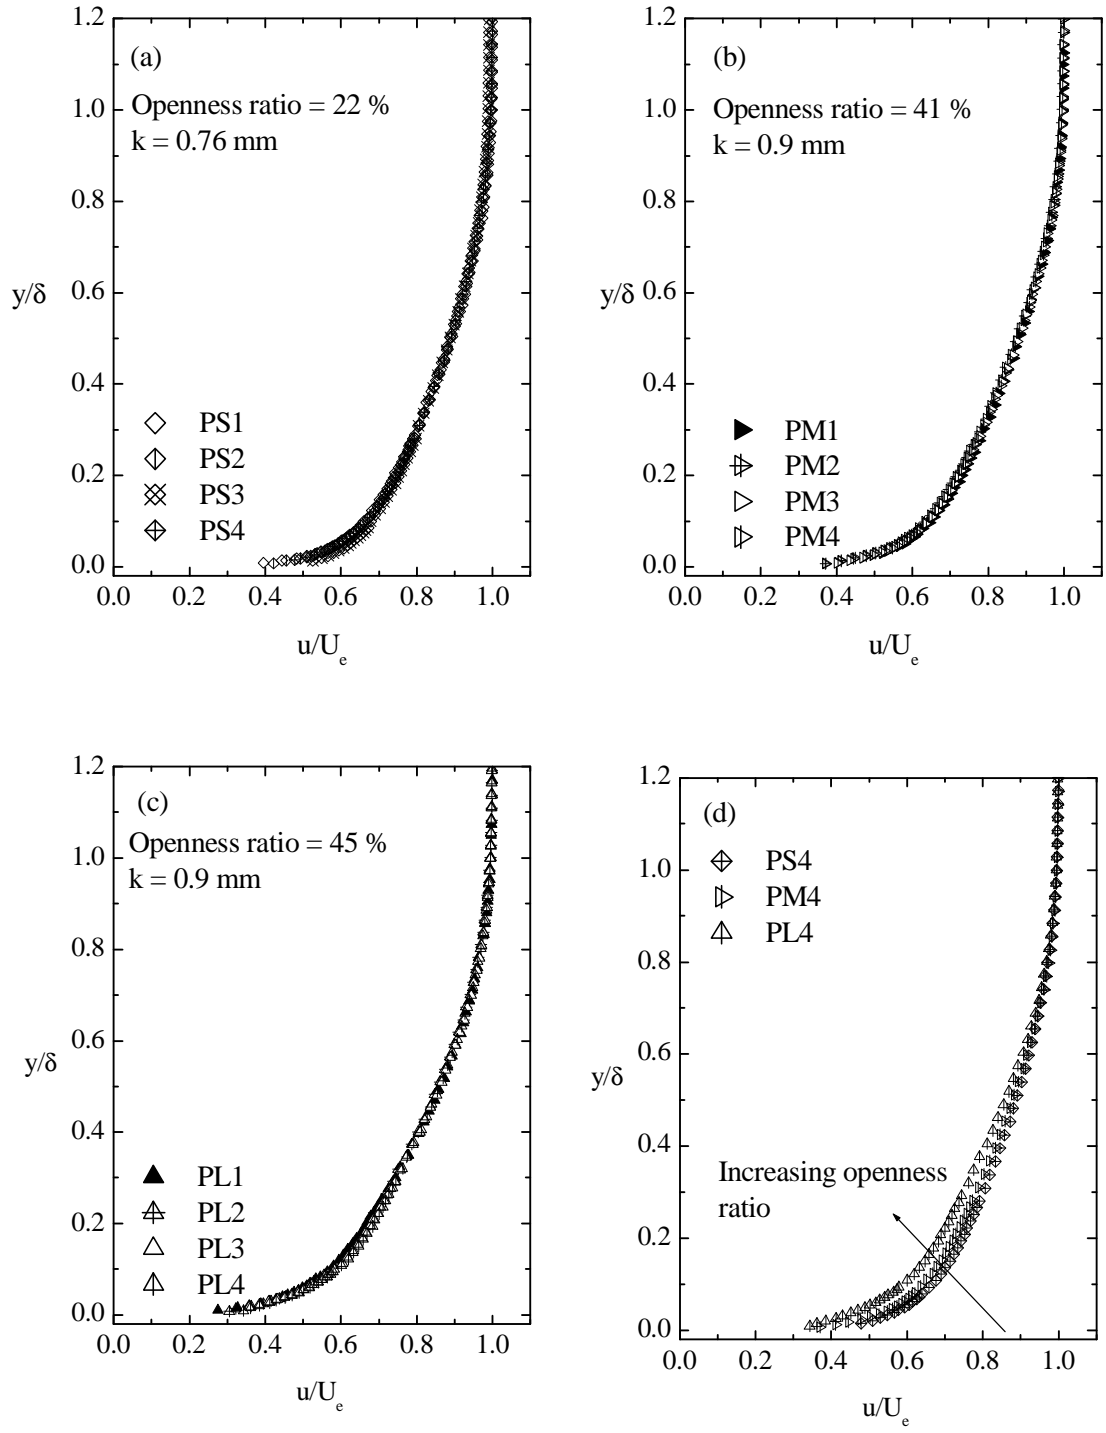 1.2
(a)
Openness ratio = 22 %
k = 0.76 mm
1.0
0.8
0.6
y/δ
0.4
PS1
PS2
PS3
PS4
0.2
0.0
0.0 0.2 0.4 0.6 0.8 1.0
u/Ue
1.2
(b)
Openness ratio = 41 %
k = 0.9 mm
1.0
0.8
0.6
y/δ
0.4
PM1
PM2
PM3
PM4
0.2
0.0
0.0 0.2 0.4 0.6 0.8 1.0
u/Ue
1.2
(c)
Openness ratio = 45 %
k = 0.9 mm
1.0
0.8
0.6
y/δ
0.4
PL1
PL2
PL3
PL4
0.2
0.0
0.0 0.2 0.4 0.6 0.8 1.0
u/Ue
1.2
(d)
PS4
PM4
PL4
1.0
0.8
0.6
y/δ
0.4
Increasing openness
ratio
0.2
0.0
0.0 0.2 0.4 0.6 0.8 1.0
u/Ue